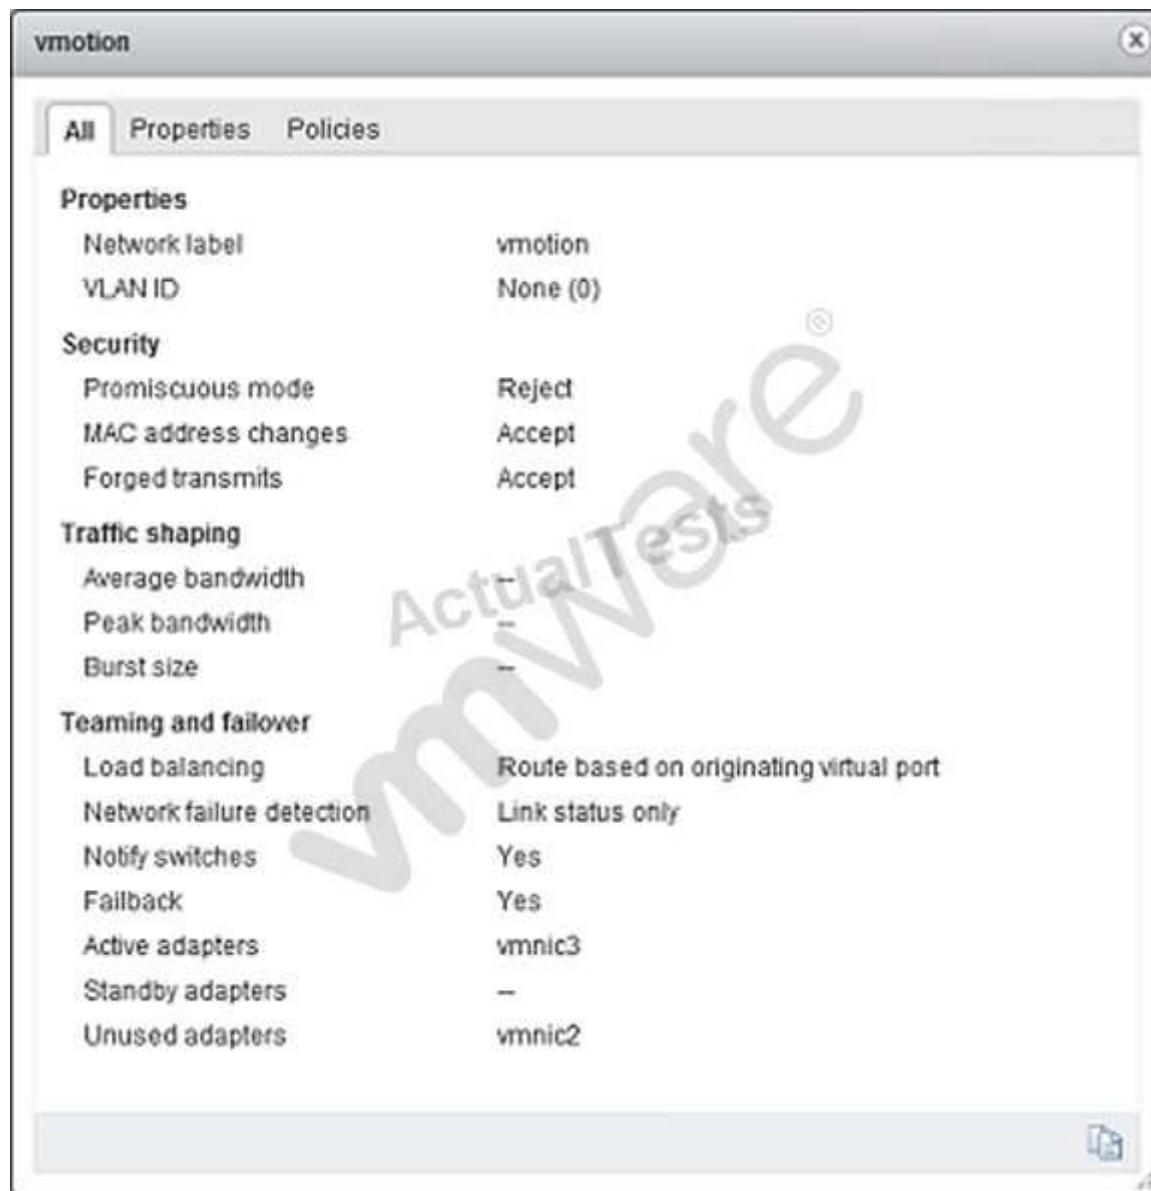 vmotion
All Properties Policies
Properties
Network label vmotion
VLAN ID None (0)
Security
Promiscuous mode Reject
MAC address changes Accept
Forged transmits Accept
Traffic shaping
Average bandwidth --
Peak bandwidth --
Burst size --
Teaming and failover
Load balancing Route based on originating virtual port
Network failure detection Link status only
Notify switches Yes
Failback Yes
Active adapters vmnic3
Standby adapters --
Unused adapters vmnic2
ActualTests
vmware®